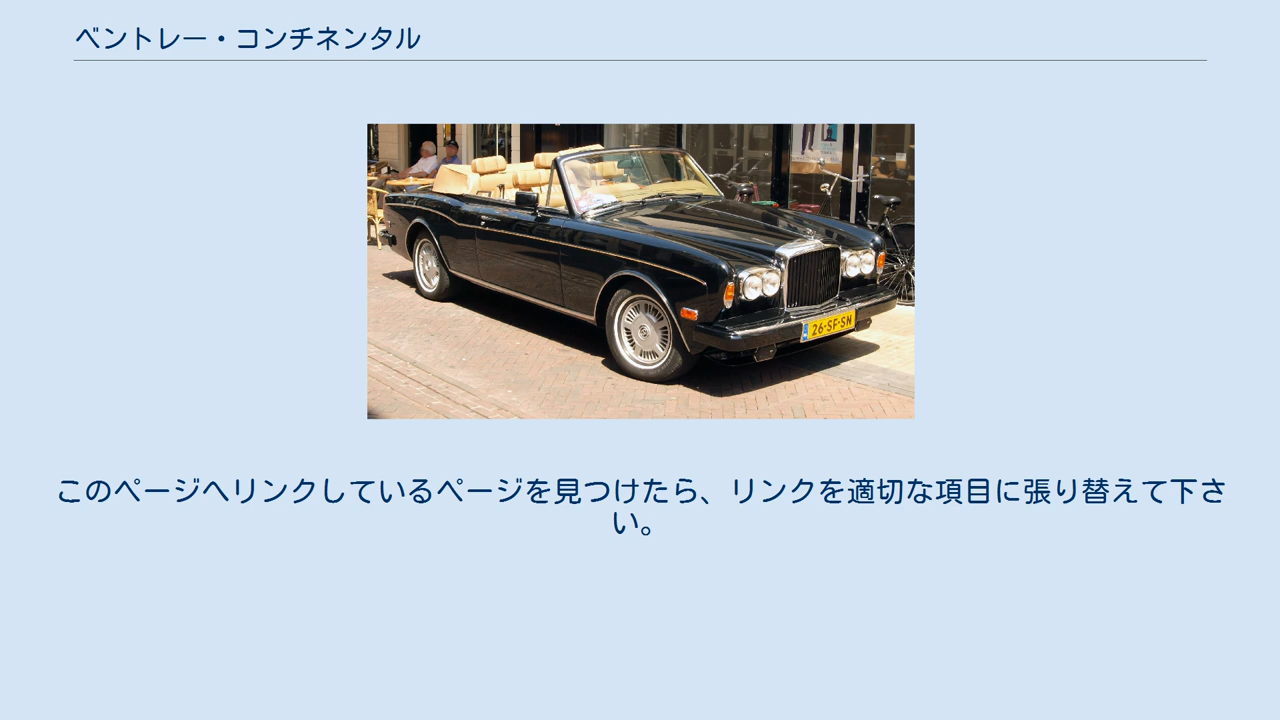 ベントレー・コンチネンタル
26-SF-SN
このページへリンクしているページを見つけたら、リンクを適切な項目に張り替えて下さ
い。